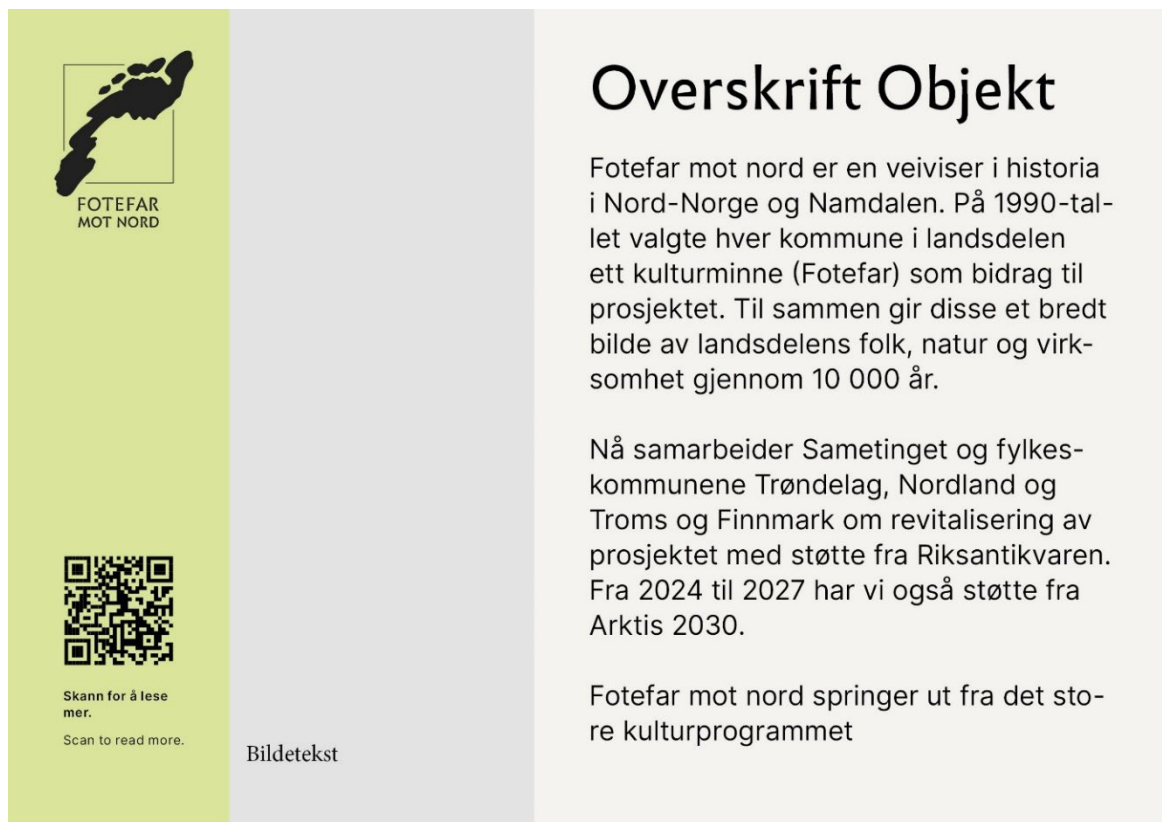 FOTEFAR
MOT NORD
Skann for å lese
mer.
Scan to read more.
Bildetekst
Overskrift Objekt
Fotefar mot nord er en veiviser i historia
i Nord-Norge og Namdalen. På 1990-tal-
let valgte hver kommune i landsdelen
ett kulturminne (Fotefar) som bidrag til
prosjektet. Til sammen gir disse et bredt
bilde av landsdelens folk, natur og virk-
somhet gjennom 10 000 år.
Nå samarbeider Sametinget og fylkes-
kommunene Trøndelag, Nordland og
Troms og Finnmark om revitalisering av
prosjektet med støtte fra Riksantikvaren.
Fra 2024 til 2027 har vi også støtte fra
Arktis 2030.
Fotefar mot nord springer ut fra det sto-
re kulturprogrammet